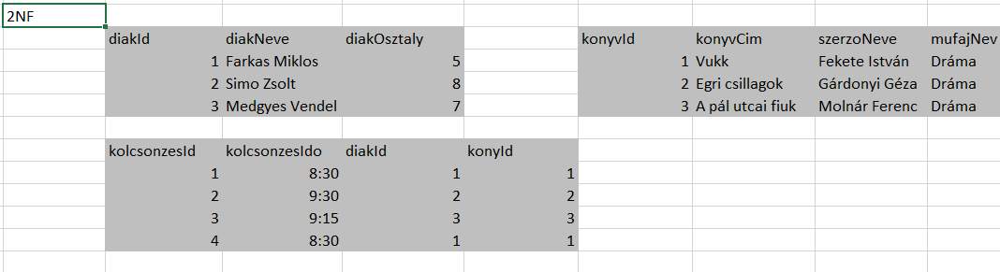 2NF
diakId diakNeve diakOsztaly konyvId konyvCim szerzoNeve mufajNev
1 Farkas Miklos 5 1 Vukk Fekete István Dráma
2 Simo Zsolt 8 2 Egri csillagok Gárdonyi Géza Dráma
3 Medgyes Vendel 7 3 A pál utcai fiuk Molnár Ferenc Dráma
kolcsonzesId kolcsonzesIdo diakId konyId
1 8:30 1 1
2 9:30 2 2
3 9:15 3 3
4 8:30 1 1